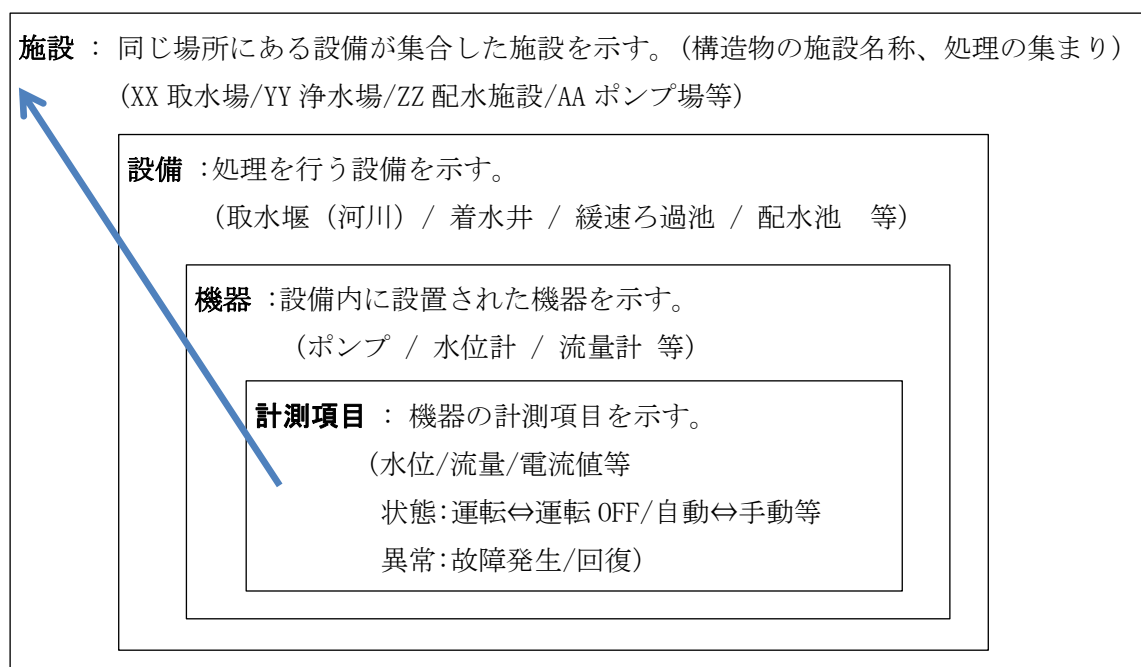 施設 : 同じ場所にある設備が集合した施設を示す。(構造物の施設名称、処理の集まり)
(XX 取水場/YY 浄水場/ZZ 配水施設/AA ポンプ場等)
設備 :処理を行う設備を示す。
(取水堰（河川）/ 着水井 / 緩速ろ過池 / 配水池　等)
機器 :設備内に設置された機器を示す。
(ポンプ / 水位計 / 流量計 等)
計測項目 : 機器の計測項目を示す。
(水位/流量/電流値等
状態:運転⇔運転 OFF/自動⇔手動等
異常:故障発生/回復)